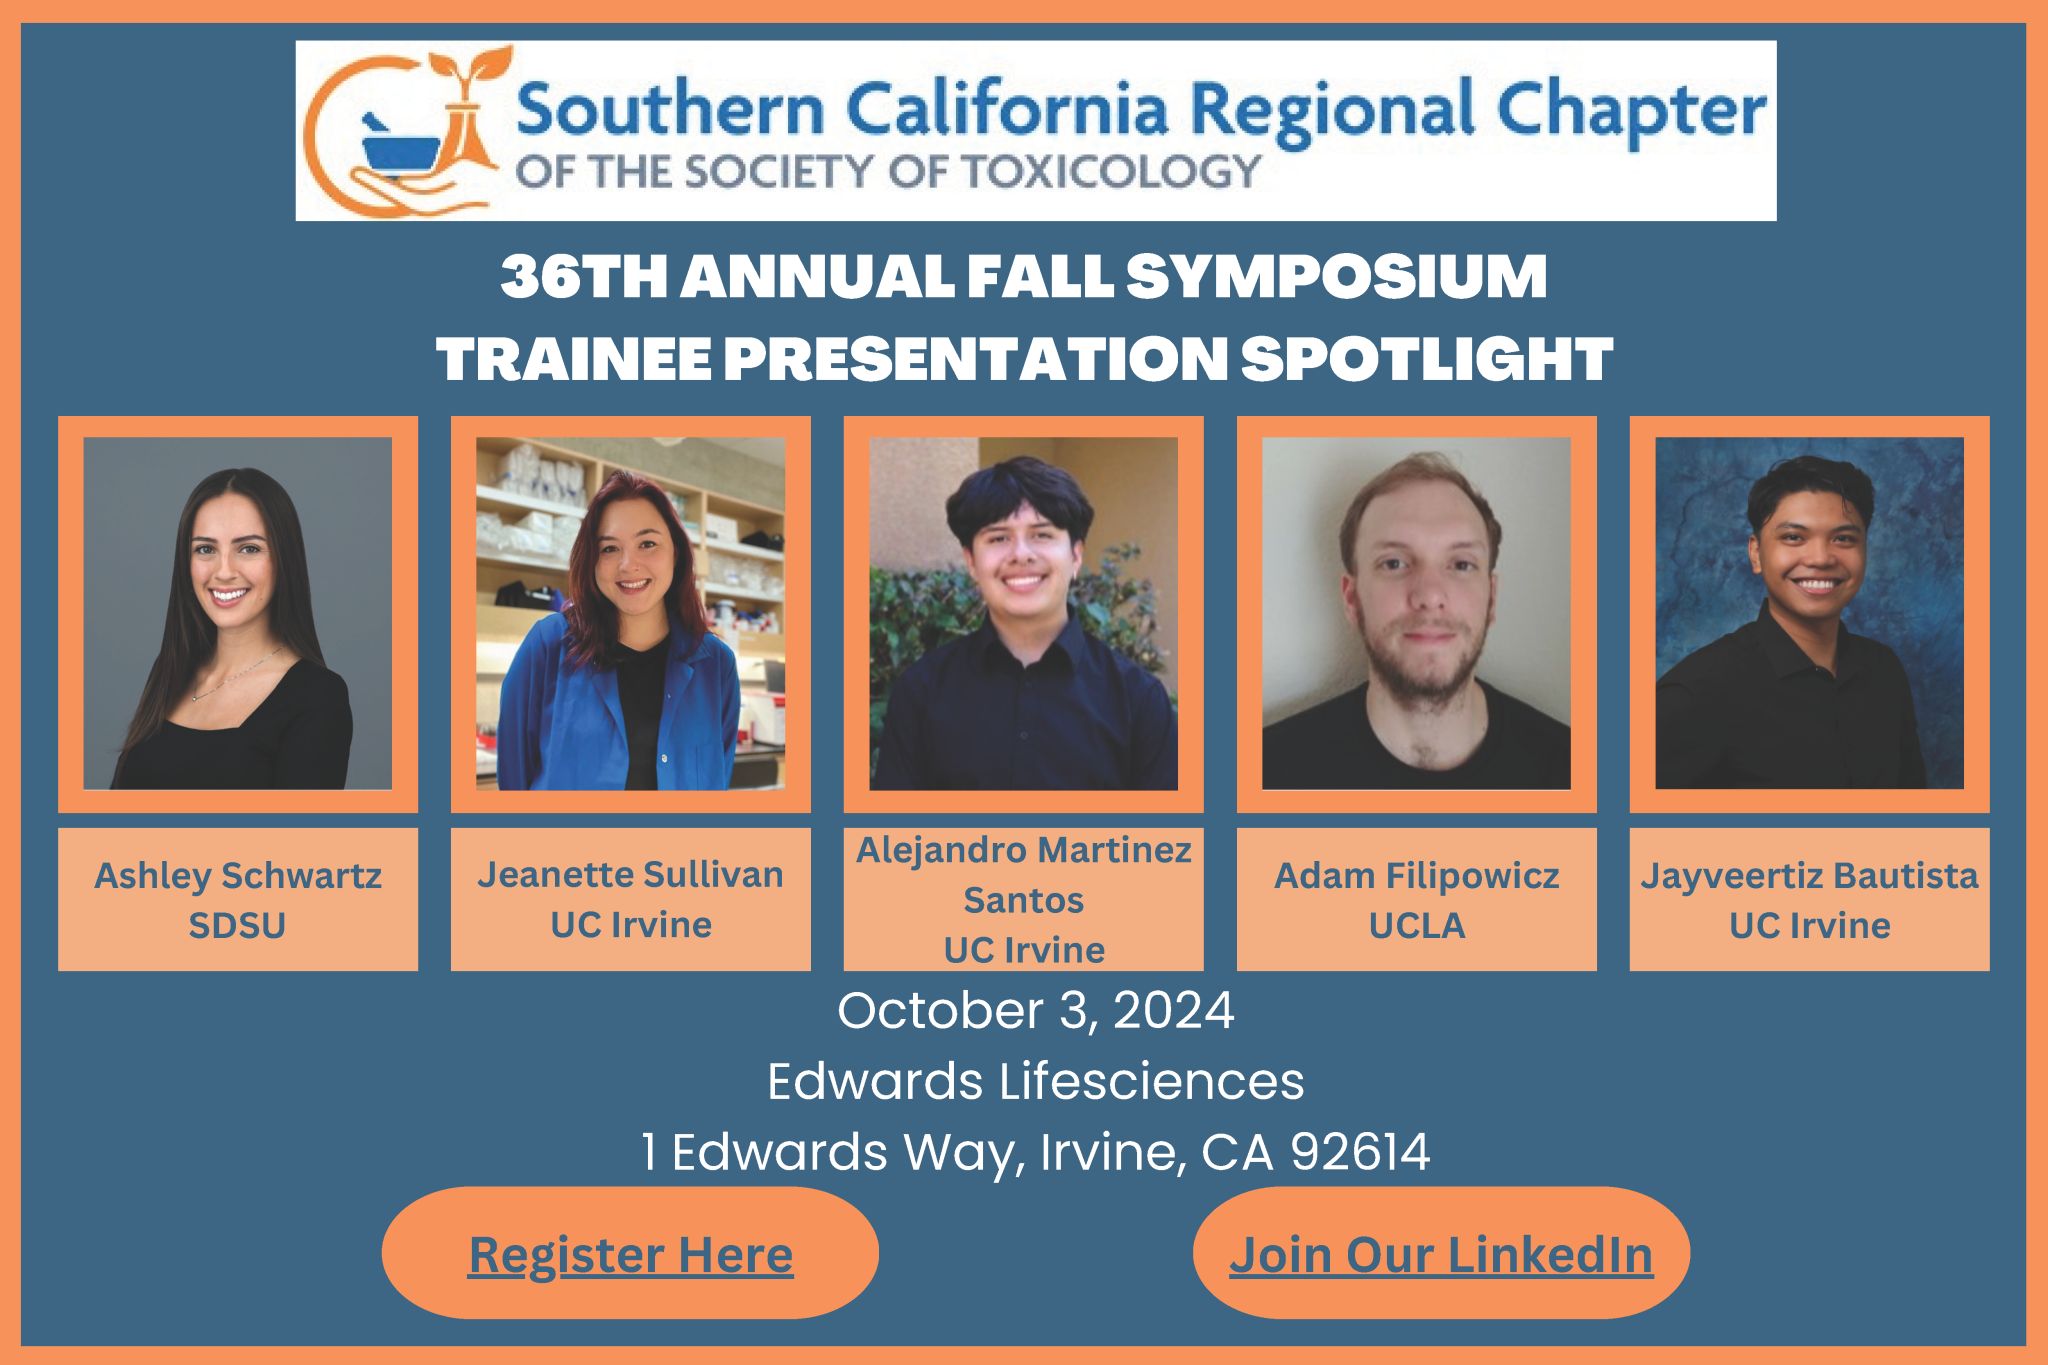 Southern California Regional Chapter
OF THE SOCIETY OF TOXICOLOGY
36TH ANNUAL FALL SYMPOSIUM
TRAINEE PRESENTATION SPOTLIGHT
Ashley Schwartz
SDSU
Jeanette Sullivan
UC Irvine
Alejandro Martinez
Santos
UC Irvine
Adam Filipowicz
UCLA
Jayveertiz Bautista
UC Irvine
October 3, 2024
Edwards Lifesciences
1 Edwards Way, Irvine, CA 92614
Register Here
Join Our LinkedIn